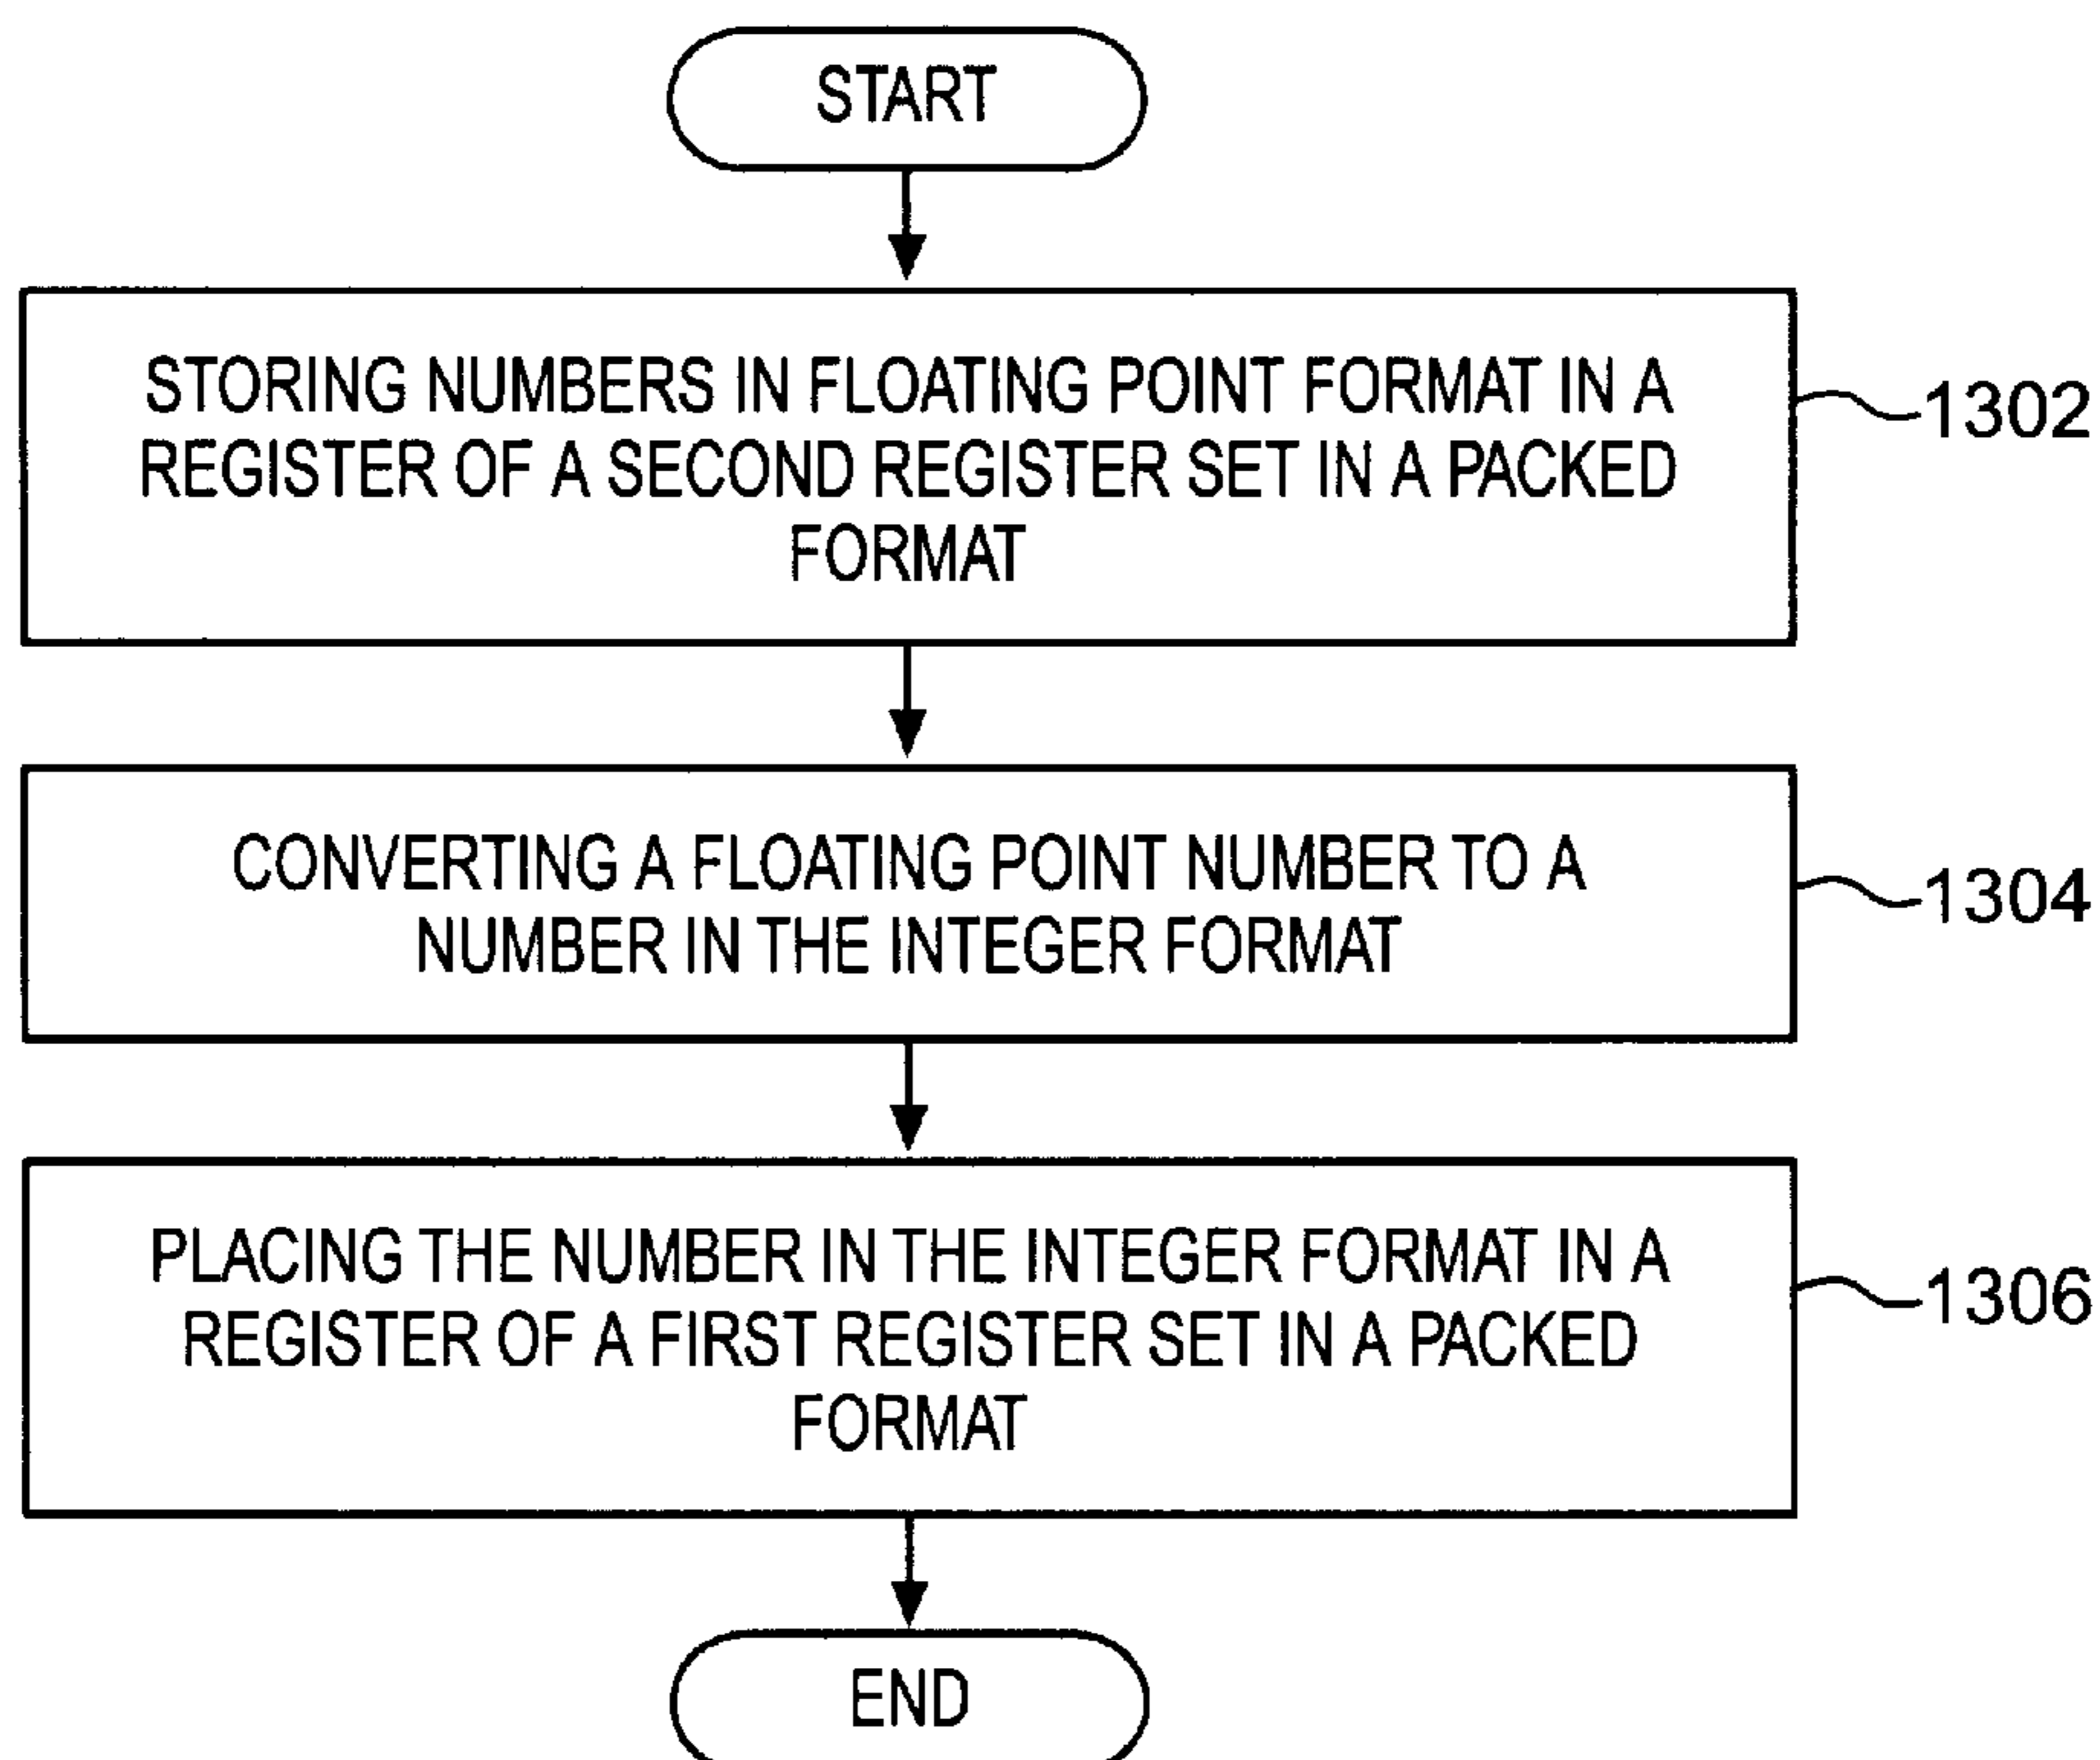 START
STORING NUMBERS IN FLOATING POINT FORMAT IN A
REGISTER OF A SECOND REGISTER SET IN A PACKED
FORMAT
1302
CONVERTING A FLOATING POINT NUMBER TO A
NUMBER IN THE INTEGER FORMAT
1304
PLACING THE NUMBER IN THE INTEGER FORMAT IN A
REGISTER OF A FIRST REGISTER SET IN A PACKED
FORMAT
1306
END